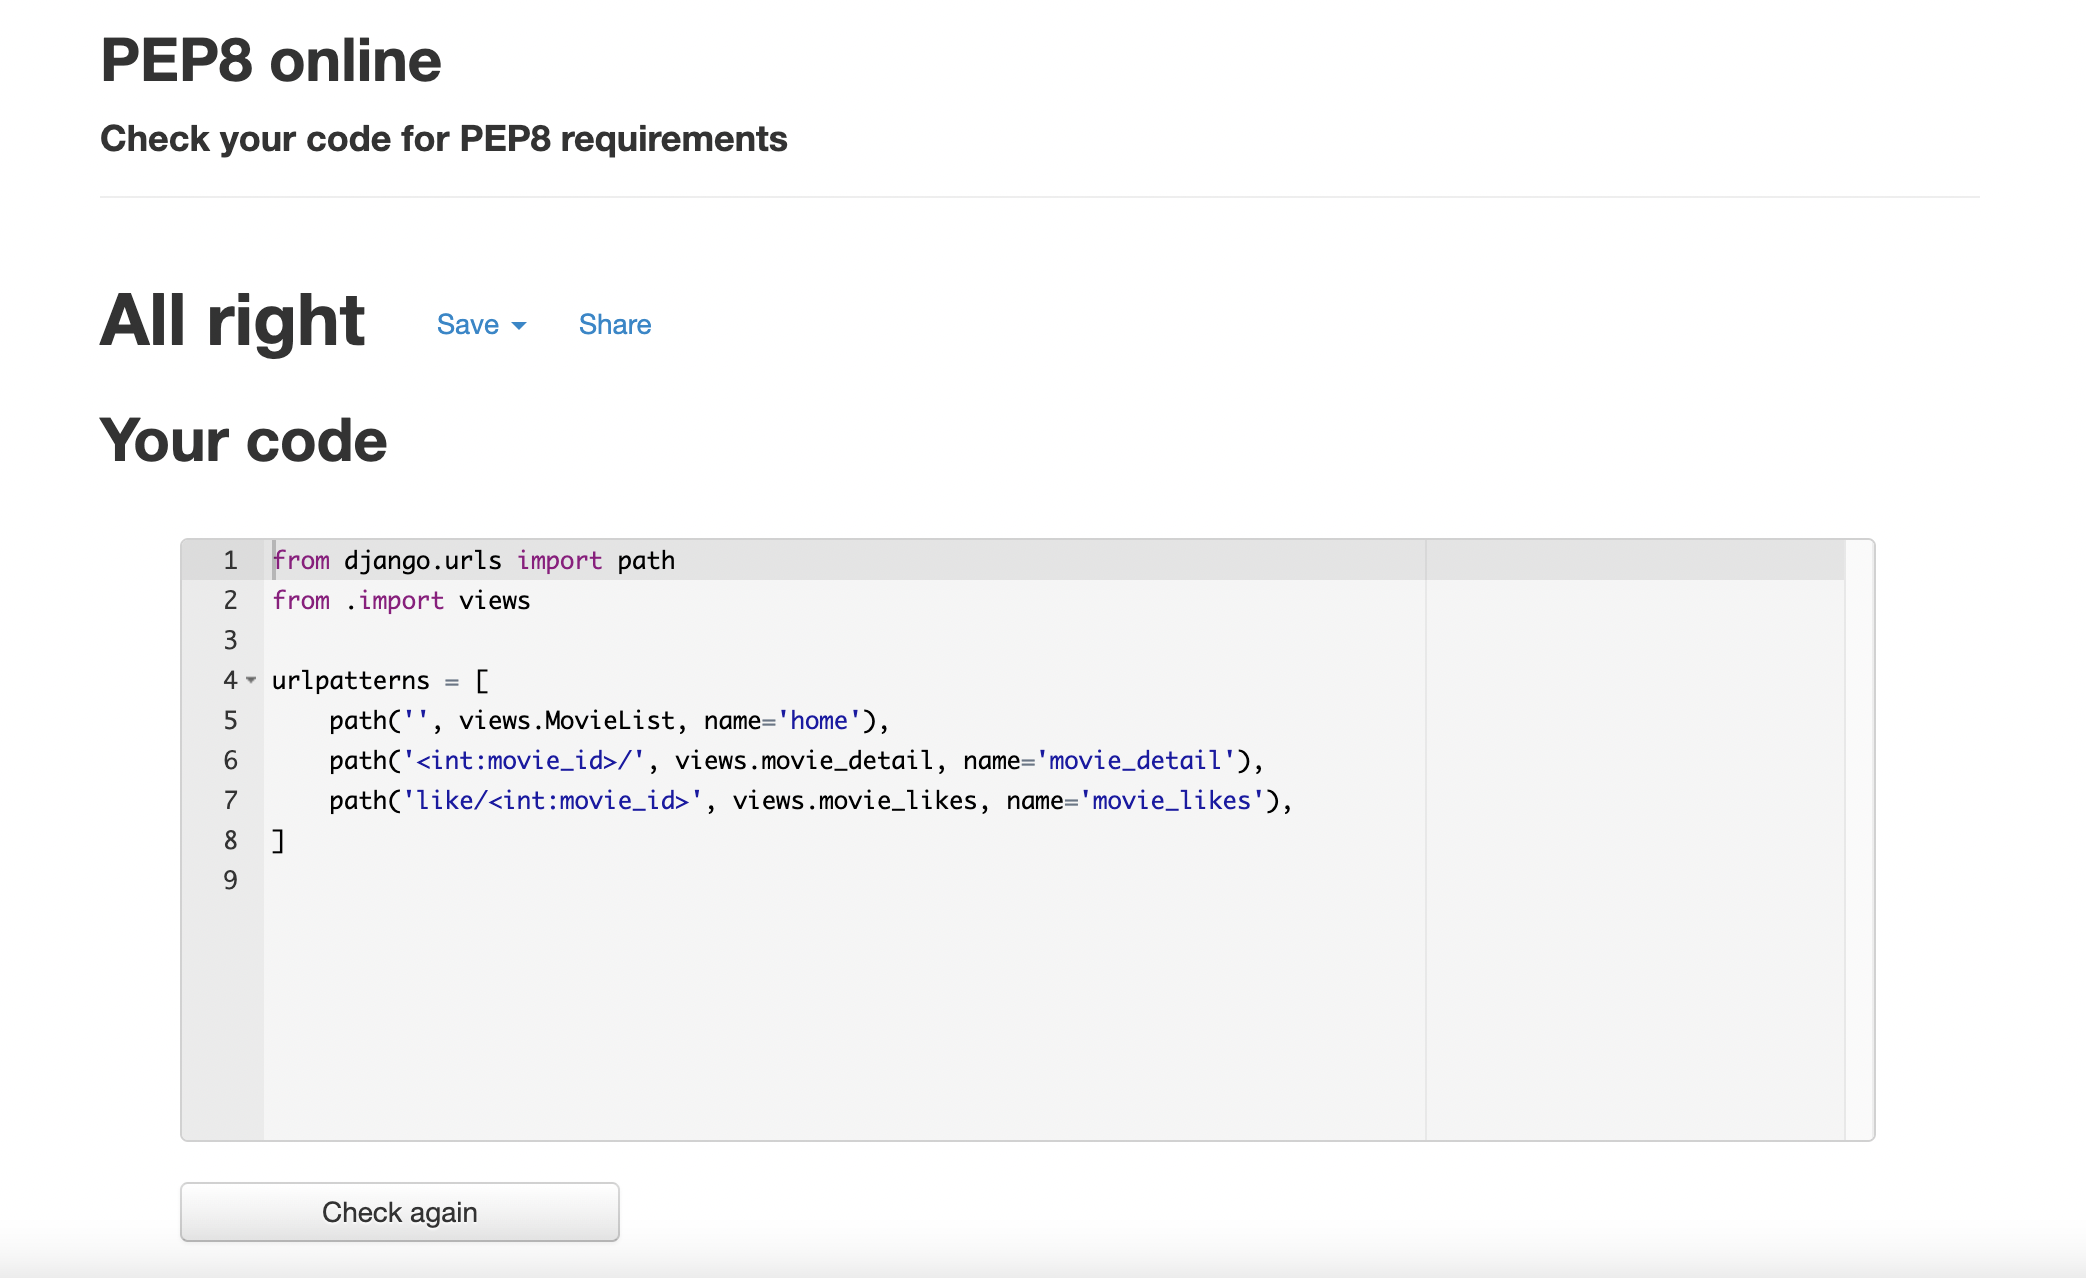 PEP8 online
Check your code for PEP8 requirements
All right Save Share
Your code
1 from django.urls import path
2 from .import views
3
4 urlpatterns = [
5     path('', views.MovieList, name='home'),
6     path('<int:movie_id>/', views.movie_detail, name='movie_detail'),
7     path('like/<int:movie_id>', views.movie_likes, name='movie_likes'),
8 ]
9
Check again